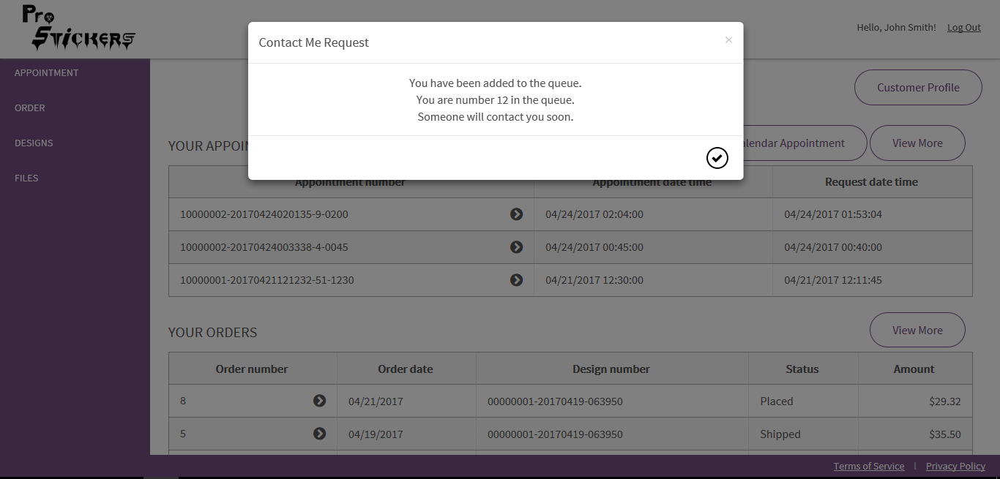 Pro
Stickers
Hello, John Smith! Log Out
Contact Me Request ×
You have been added to the queue.
You are number 12 in the queue.
Someone will contact you soon.
APPOINTMENT
ORDER
DESIGNS
FILES
Customer Profile
YOUR Appointment View More
Appointment number Appointment date time Request date time
10000002-20170424020135-9-0200 04/24/2017 02:04:00 04/24/2017 01:53:04
10000002-20170424003338-4-0045 04/24/2017 00:45:00 04/24/2017 00:40:00
10000001-20170421121232-51-1230 04/21/2017 12:30:00 04/21/2017 12:11:45
YOUR ORDERS View More
Order number Order date Design number Status Amount
8 04/21/2017 00000001-20170419-063950 Placed $29.32
5 04/19/2017 00000001-20170419-063950 Shipped $35.50
Terms of Service | Privacy Policy